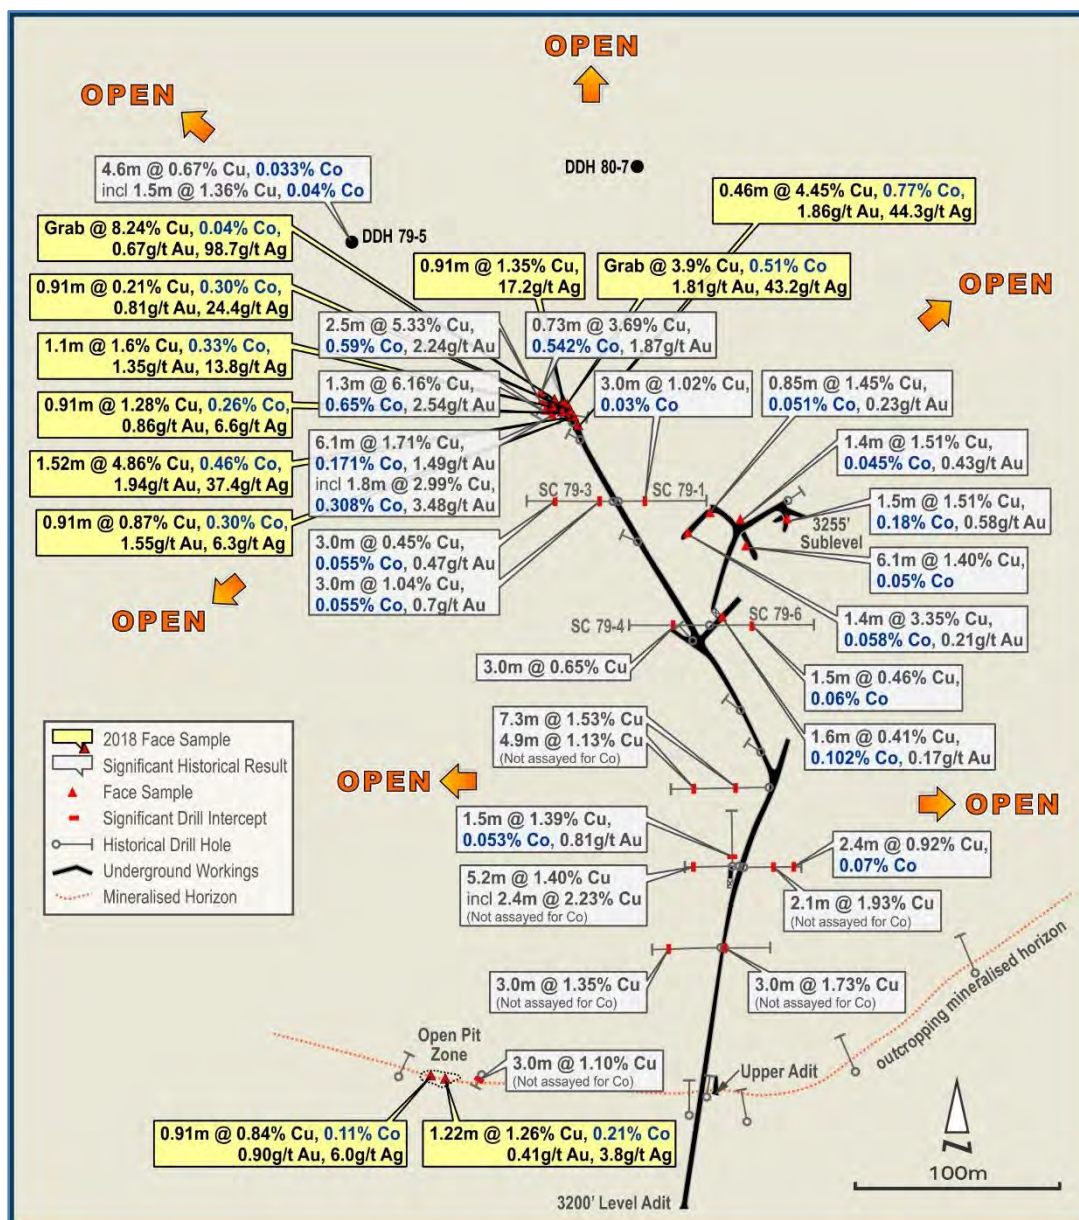 OPEN
OPEN
DDH 80-7
4.6m @ 0.67% Cu, 0.033% Co
incl 1.5m @ 1.36% Cu, 0.04% Co
0.46m @ 4.45% Cu, 0.77% Co,
1.86g/t Au, 44.3g/t Ag
Grab @ 8.24% Cu, 0.04% Co,
0.67g/t Au, 98.7g/t Ag
DDH 79-5
0.91m @ 1.35% Cu,
17.2g/t Ag
Grab @ 3.9% Cu, 0.51% Co
1.81g/t Au, 43.2g/t Ag
OPEN
0.91m @ 0.21% Cu, 0.30% Co,
0.81g/t Au, 24.4g/t Ag
2.5m @ 5.33% Cu,
0.59% Co, 2.24g/t Au
0.73m @ 3.69% Cu,
0.542% Co, 1.87g/t Au
1.1m @ 1.6% Cu, 0.33% Co,
1.35g/t Au, 13.8g/t Ag
1.3m @ 6.16% Cu,
0.65% Co, 2.54g/t Au
3.0m @ 1.02% Cu,
0.03% Co
0.85m @ 1.45% Cu,
0.051% Co, 0.23g/t Au
0.91m @ 1.28% Cu, 0.26% Co,
0.86g/t Au, 6.6g/t Ag
6.1m @ 1.71% Cu,
0.171% Co, 1.49g/t Au
incl 1.8m @ 2.99% Cu,
0.308% Co, 3.48g/t Au
1.4m @ 1.51% Cu,
0.045% Co, 0.43g/t Au
1.52m @ 4.86% Cu, 0.46% Co,
1.94g/t Au, 37.4g/t Ag
SC 79-3
SC 79-1
1.5m @ 1.51% Cu,
0.18% Co, 0.58g/t Au
3255'
Sublevel
0.91m @ 0.87% Cu, 0.30% Co,
1.55g/t Au, 6.3g/t Ag
3.0m @ 0.45% Cu,
0.055% Co, 0.47g/t Au
3.0m @ 1.04% Cu,
0.055% Co, 0.7g/t Au
6.1m @ 1.40% Cu,
0.05% Co
OPEN
SC 79-4
SC 79-6
1.4m @ 3.35% Cu,
0.058% Co, 0.21g/t Au
3.0m @ 0.65% Cu
1.5m @ 0.46% Cu,
0.06% Co
7.3m @ 1.53% Cu
4.9m @ 1.13% Cu
(Not assayed for Co)
1.6m @ 0.41% Cu,
0.102% Co, 0.17g/t Au
2018 Face Sample
Significant Historical Result
Face Sample
Significant Drill Intercept
Historical Drill Hole
Underground Workings
Mineralised Horizon
OPEN
OPEN
1.5m @ 1.39% Cu,
0.053% Co, 0.81g/t Au
2.4m @ 0.92% Cu,
0.07% Co
5.2m @ 1.40% Cu
incl 2.4m @ 2.23% Cu
(Not assayed for Co)
2.1m @ 1.93% Cu
(Not assayed for Co)
3.0m @ 1.35% Cu
(Not assayed for Co)
3.0m @ 1.73% Cu
(Not assayed for Co)
outcropping mineralised horizon
Open Pit
Zone
3.0m @ 1.10% Cu
(Not assayed for Co)
Upper Adit
0.91m @ 0.84% Cu, 0.11% Co
0.90g/t Au, 6.0g/t Ag
1.22m @ 1.26% Cu, 0.21% Co
0.41g/t Au, 3.8g/t Ag
N
100m
3200' Level Adit